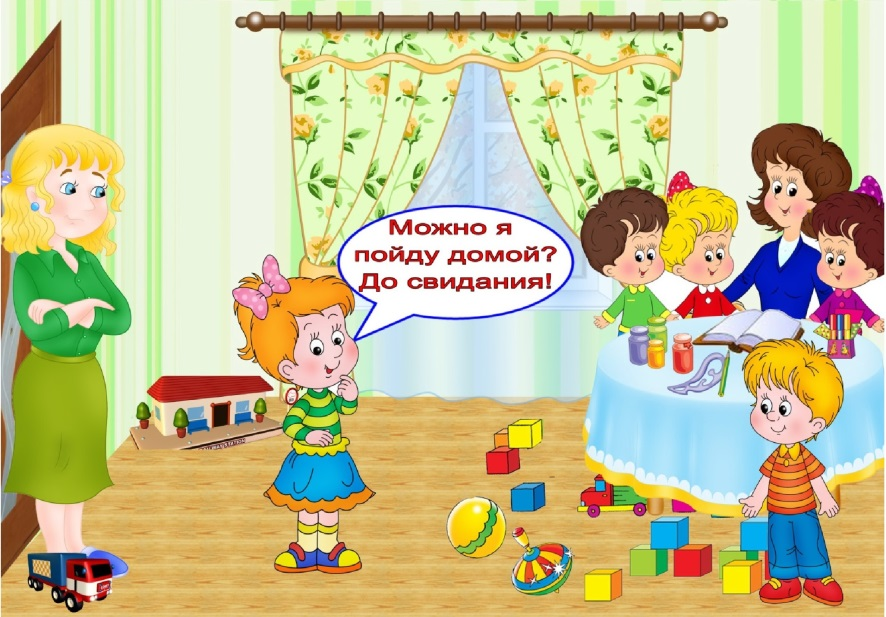 Можно я
пойду домой?
До свидания!